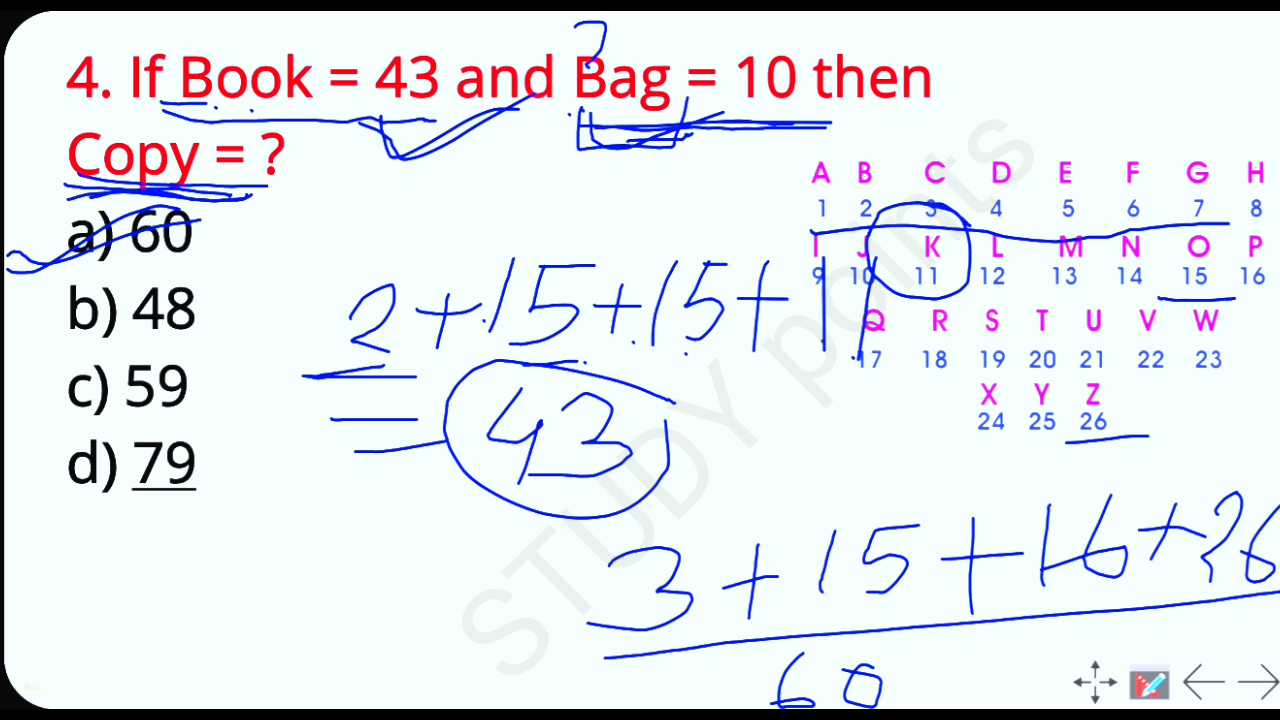 4. If Book = 43 and Bag = 10 then
Copy = ?
a) 60
b) 48
c) 59
d) 79
A B C D E F G H
1 2 3 4 5 6 7 8
I J K L M N O P
9 10 11 12 13 14 15 16
Q R S T U V W
17 18 19 20 21 22 23
X Y Z
24 25 26
2+15+15+11
= 43
3+15+16+26
60
STUDY points